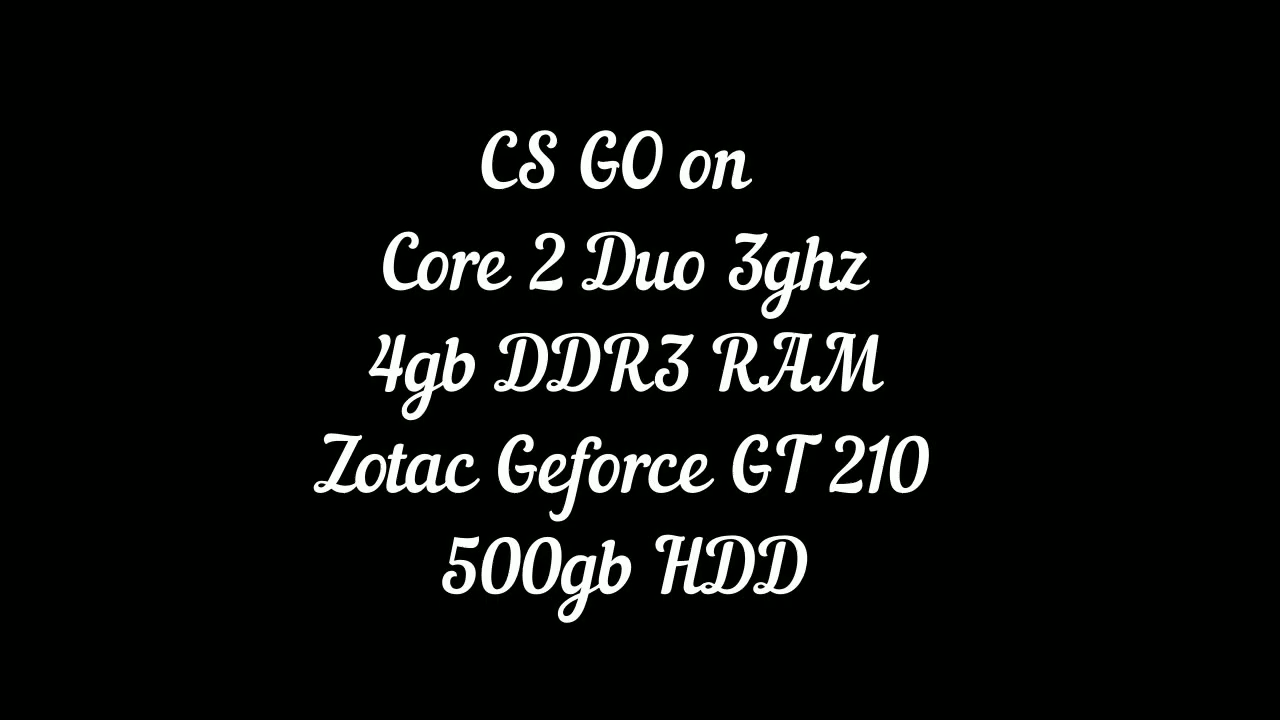 CS GO on
Core 2 Duo 3ghz
4gb DDR3 RAM
Zotac Geforce GT 210
500gb HDD